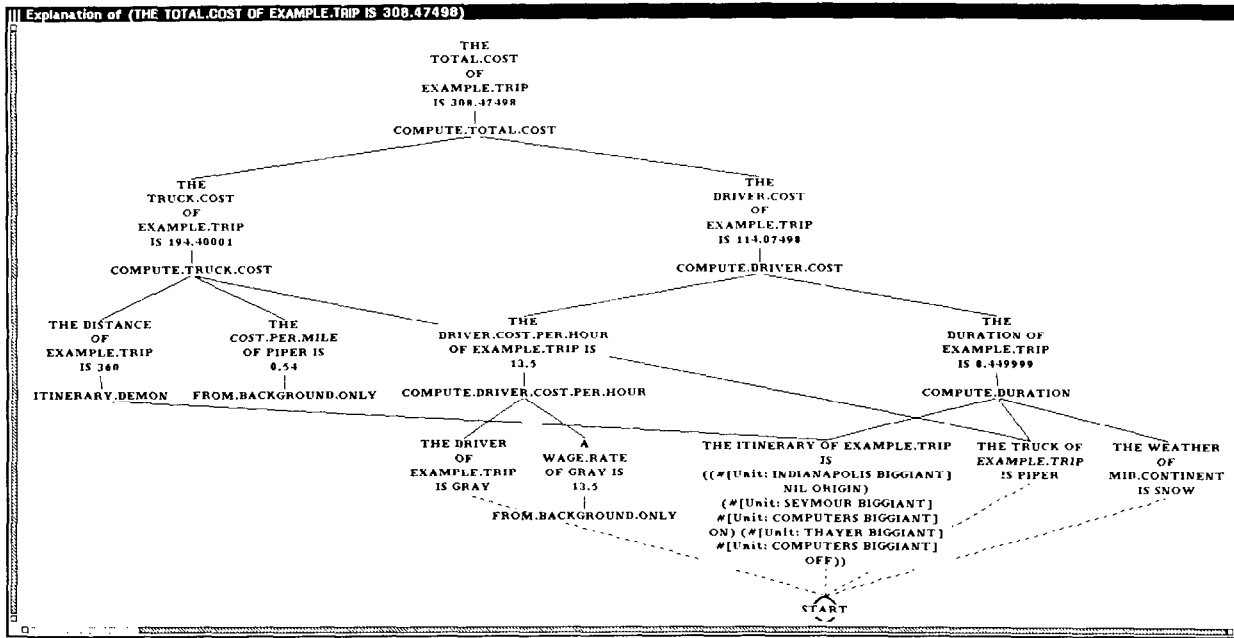 Explanation of (THE TOTAL.COST OF EXAMPLE.TRIP IS 308.47498)
THE
TOTAL.COST
OF
EXAMPLE.TRIP
IS 308.47498
COMPUTE.TOTAL.COST
THE
TRUCK.COST
OF
EXAMPLE.TRIP
IS 194.40001
COMPUTE.TRUCK.COST
THE
DRIVER.COST
OF
EXAMPLE.TRIP
IS 114.07498
COMPUTE.DRIVER.COST
THE DISTANCE
OF
EXAMPLE.TRIP
IS 360
ITINERARY.DEMON
THE
COST.PER.MILE
OF PIPER IS
0.54
FROM.BACKGROUND.ONLY
THE
DRIVER.COST.PER.HOUR
OF EXAMPLE.TRIP IS
13.5
COMPUTE.DRIVER.COST.PER.HOUR
THE
DURATION OF
EXAMPLE.TRIP
IS 8.449999
COMPUTE.DURATION
THE DRIVER
OF
EXAMPLE.TRIP
IS GRAY
A
WAGE.RATE
OF GRAY IS
13.5
FROM.BACKGROUND.ONLY
THE ITINERARY OF EXAMPLE.TRIP
IS
((#[Unit: INDIANAPOLIS BIGGIANT]
NIL ORIGIN)
(#[Unit: SEYMOUR BIGGIANT]
#[Unit: COMPUTERS BIGGIANT]
ON) (#[Unit: THAYER BIGGIANT]
#[Unit: COMPUTERS BIGGIANT]
OFF))
THE TRUCK OF
EXAMPLE.TRIP
IS PIPER
THE WEATHER
OF
MID.CONTINENT
IS SNOW
START